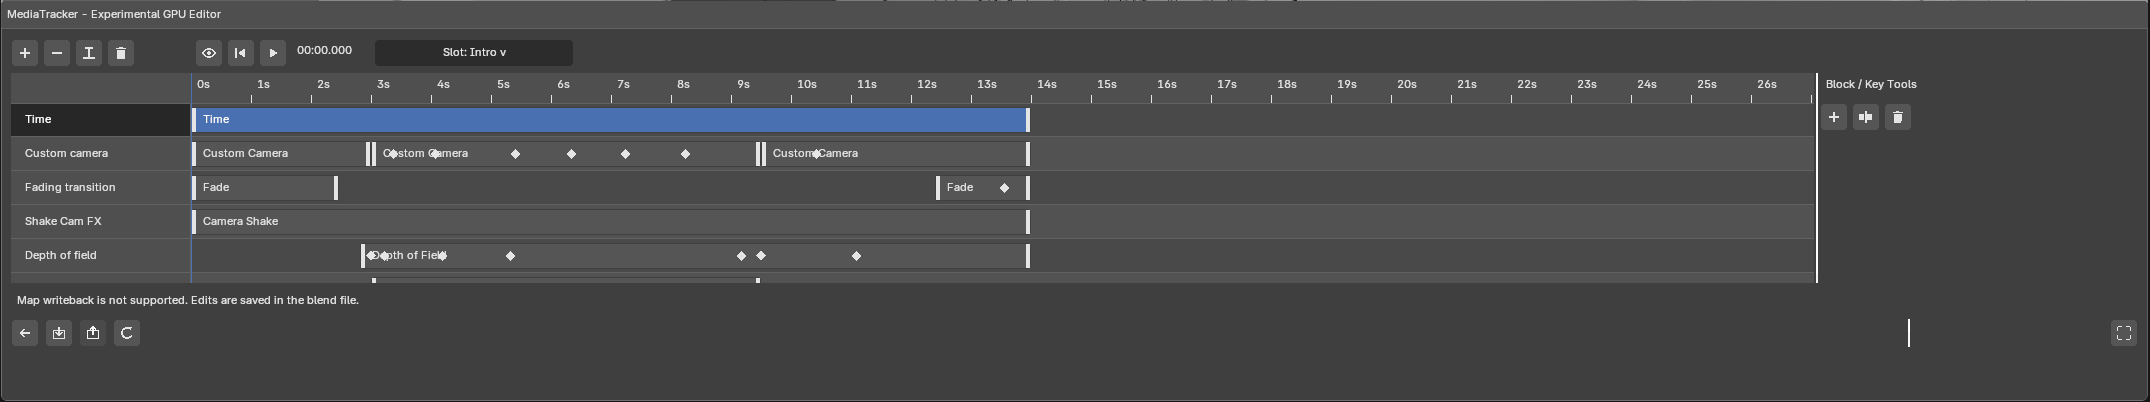 MediaTracker - Experimental GPU Editor
00:00.000
Slot: Intro v
0s 1s 2s 3s 4s 5s 6s 7s 8s 9s 10s 11s 12s 13s 14s 15s 16s 17s 18s 19s 20s 21s 22s 23s 24s 25s 26s
Block / Key Tools
Time
Time
Custom camera
Custom Camera
Custom Camera
Custom Camera
Fading transition
Fade
Fade
Shake Cam FX
Camera Shake
Depth of field
Depth of Field
Map writeback is not supported. Edits are saved in the blend file.